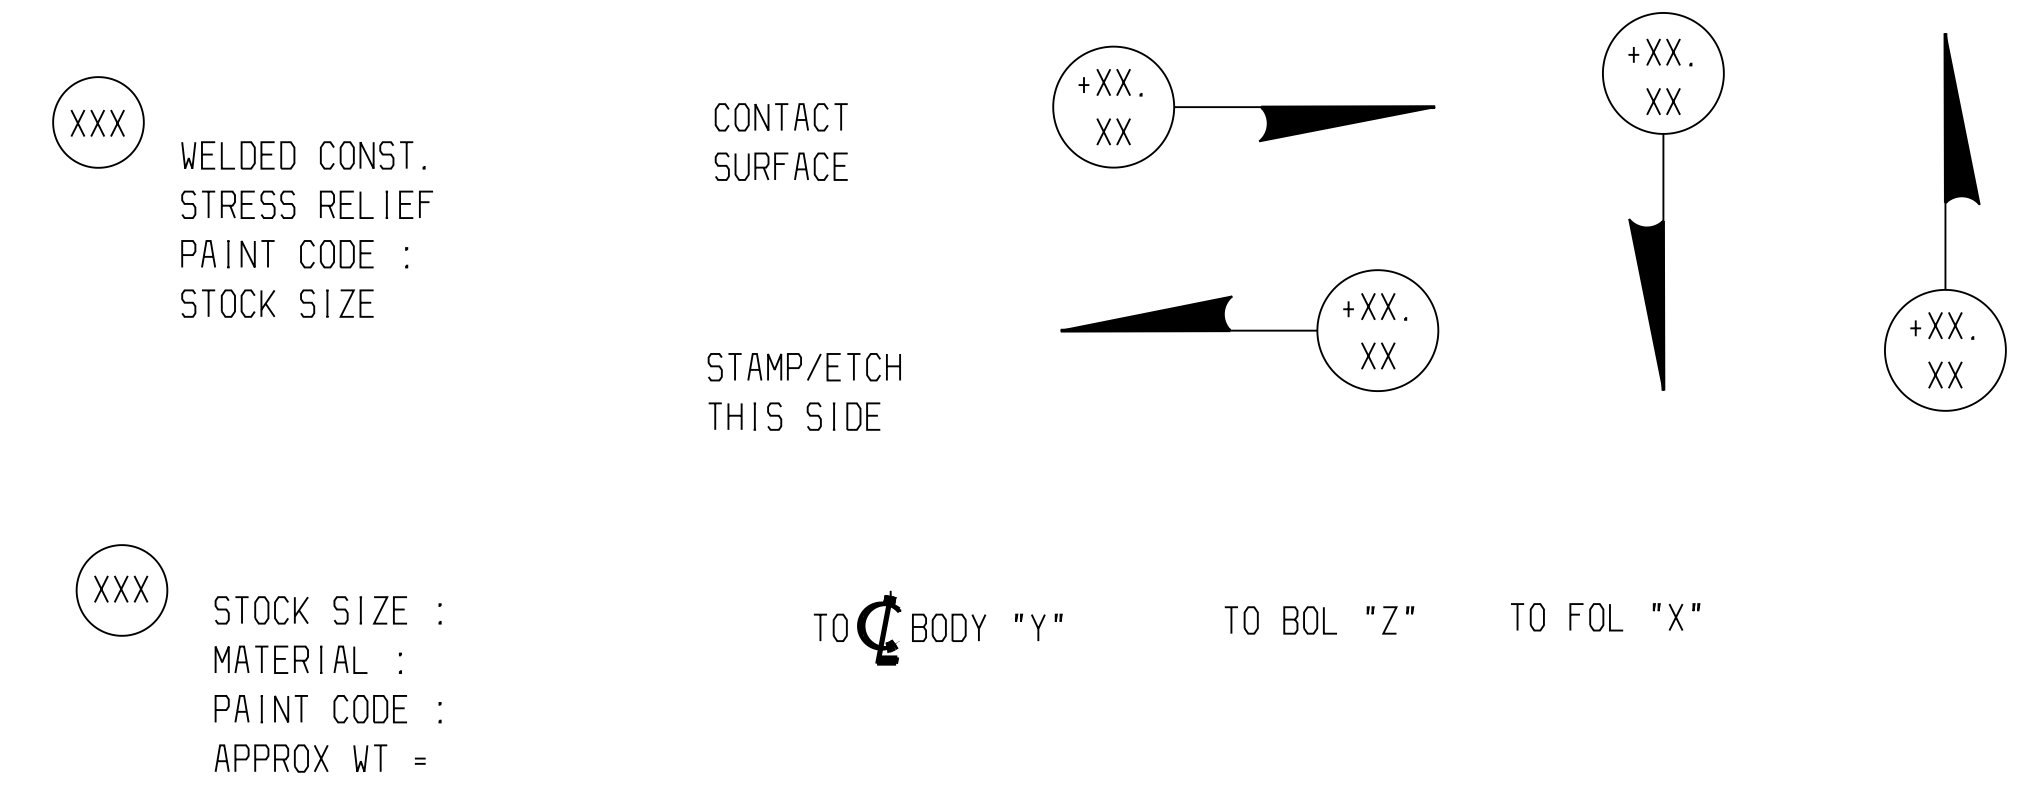 XXX
WELDED CONST.
STRESS RELIEF
PAINT CODE :
STOCK SIZE
CONTACT
SURFACE
+XX.
XX
+XX.
XX
STAMP/ETCH
THIS SIDE
+XX.
XX
+XX.
XX
XXX
STOCK SIZE :
MATERIAL :
PAINT CODE :
APPROX WT =
TO ℄ BODY "Y"
TO BOL "Z"
TO FOL "X"